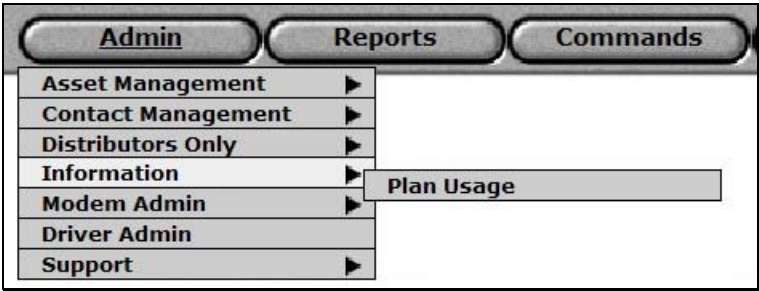 Admin Reports Commands
Asset Management
Contact Management
Distributors Only
Information
Plan Usage
Modem Admin
Driver Admin
Support